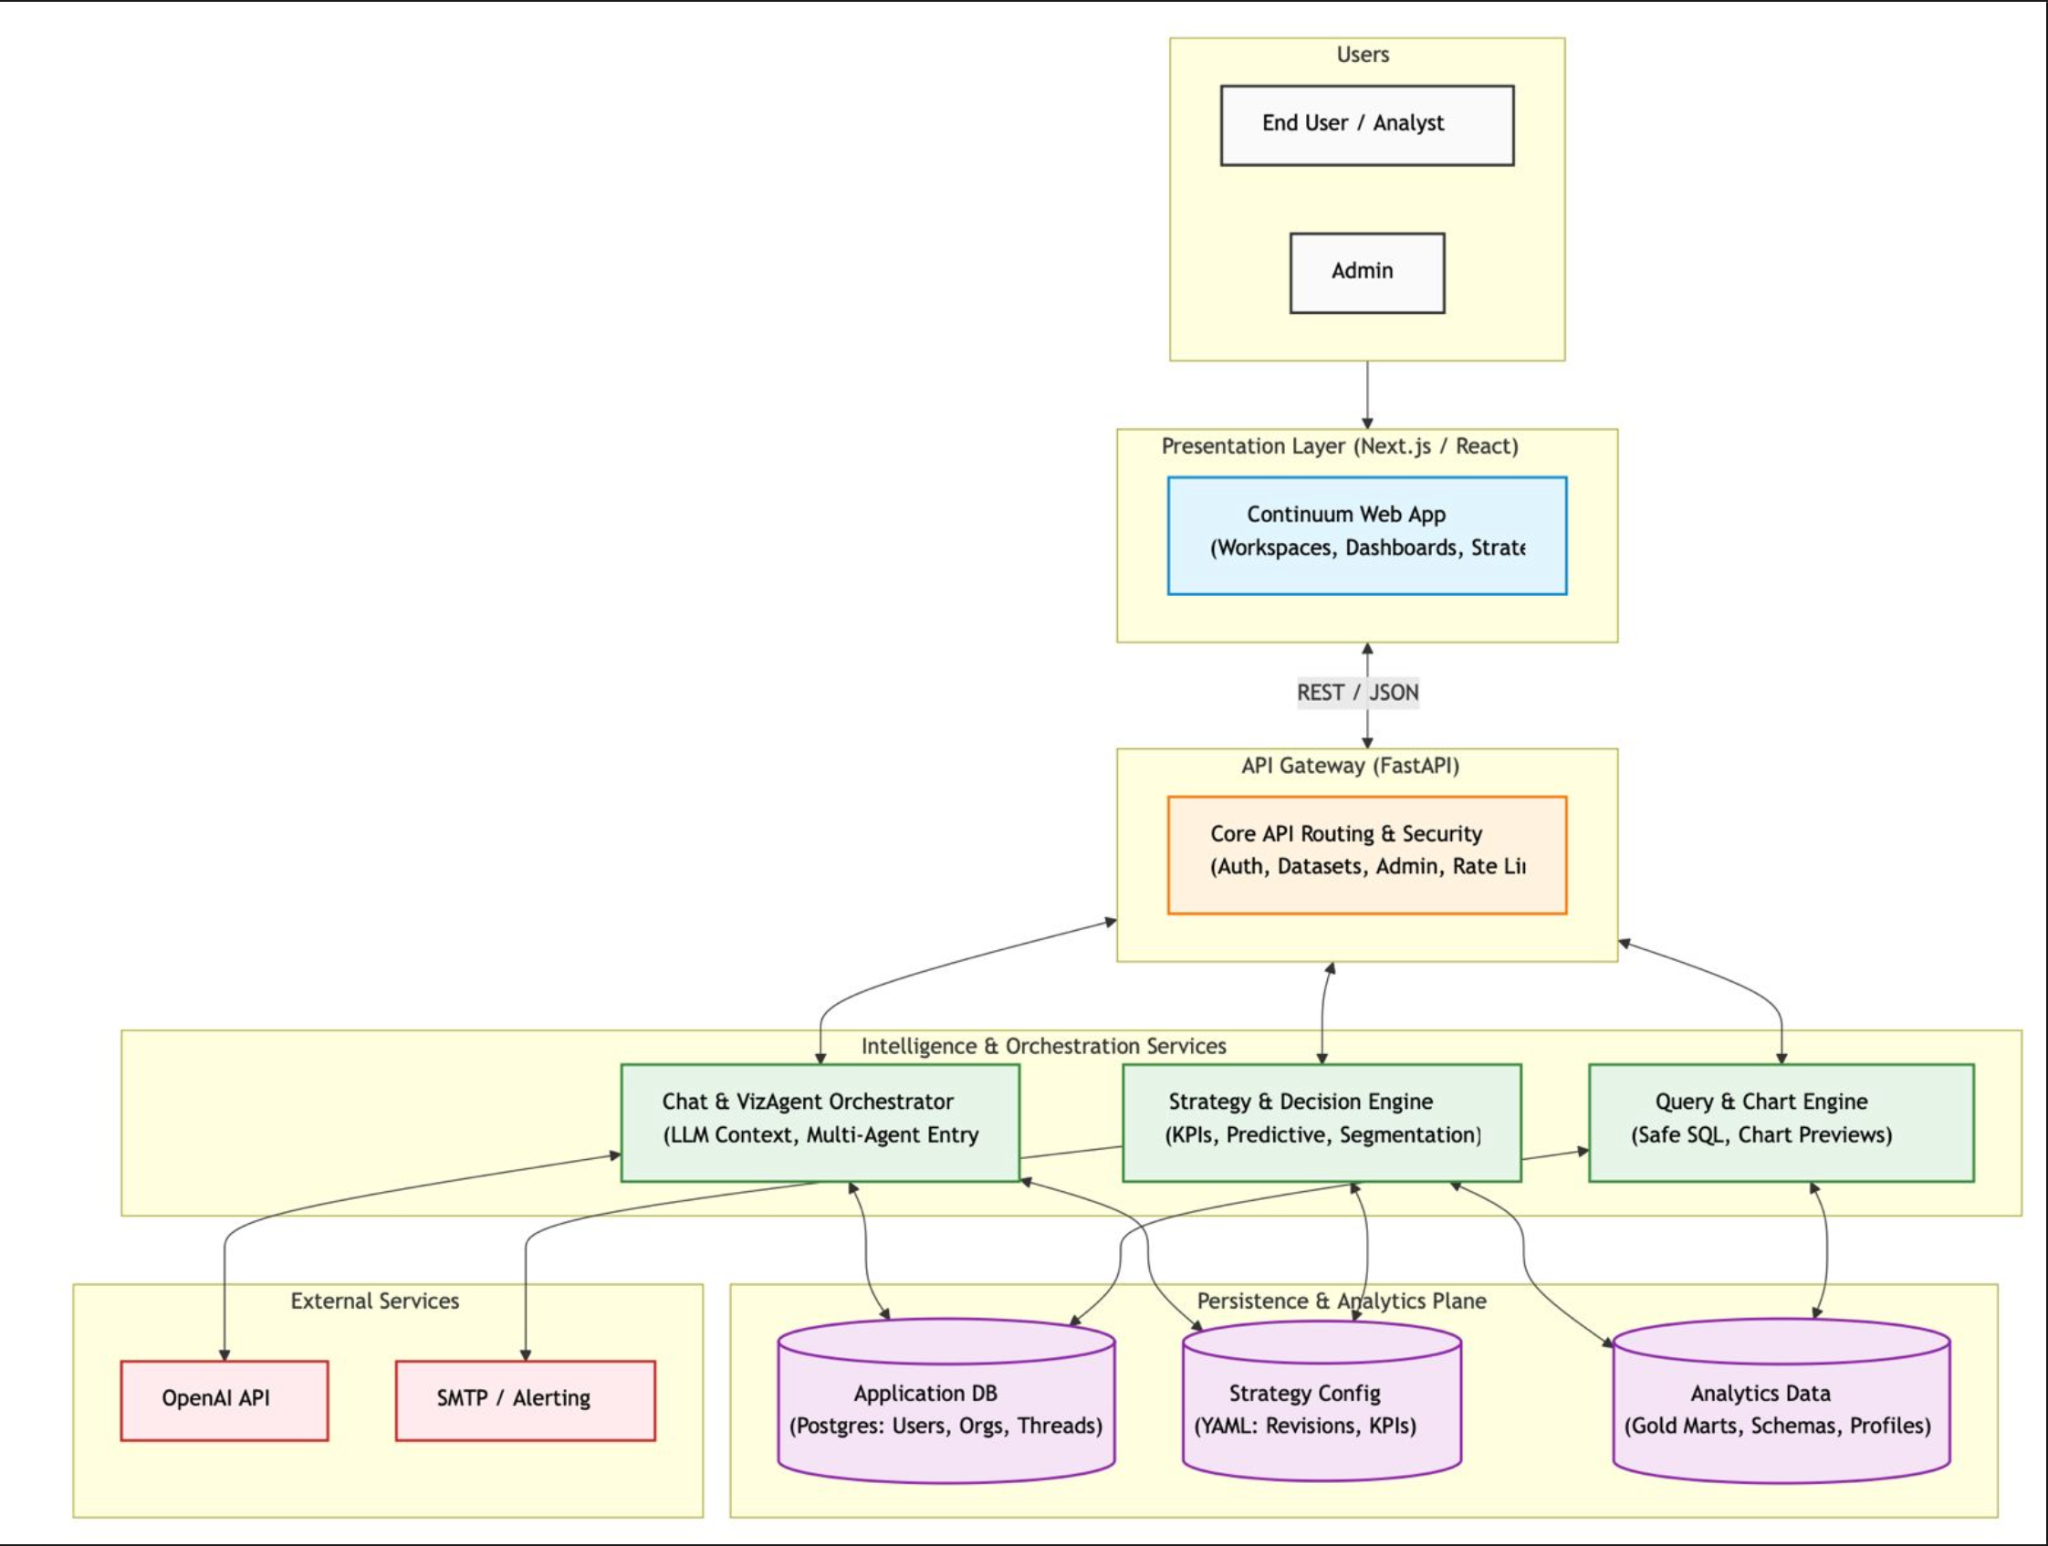 Users
End User / Analyst
Admin
Presentation Layer (Next.js / React)
Continuum Web App
(Workspaces, Dashboards, Strate
REST / JSON
API Gateway (FastAPI)
Core API Routing & Security
(Auth, Datasets, Admin, Rate Li
Intelligence & Orchestration Services
Chat & VizAgent Orchestrator
(LLM Context, Multi-Agent Entry
Strategy & Decision Engine
(KPIs, Predictive, Segmentation)
Query & Chart Engine
(Safe SQL, Chart Previews)
External Services
OpenAI API
SMTP / Alerting
Persistence & Analytics Plane
Application DB
(Postgres: Users, Orgs, Threads)
Strategy Config
(YAML: Revisions, KPIs)
Analytics Data
(Gold Marts, Schemas, Profiles)